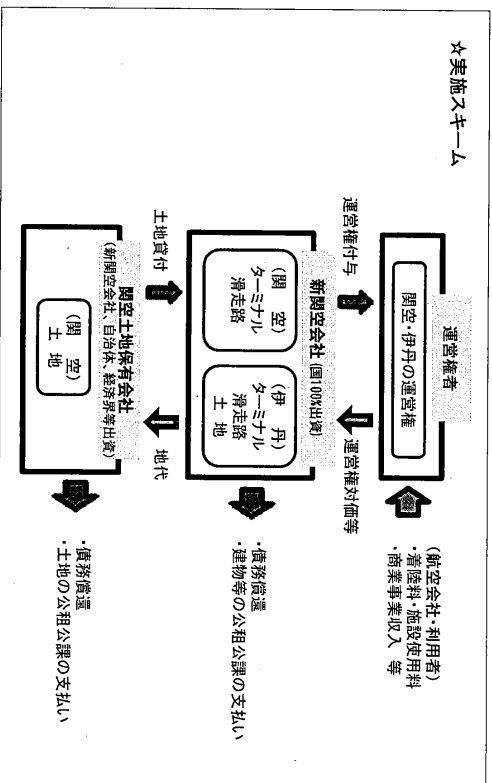 ☆実施スキーム
運営権者
関空・伊丹の運営権
(航空会社・利用者)
・着陸料・施設使用料
・商業事業収入 等
運営権付与
運営権対価等
新関空会社(国100%出資)
(関 空)
ターミナル
滑走路
(伊 丹)
ターミナル
滑走路
土 地
・債務償還
・建物等の公租公課の支払い
土地貸付
地代
関空土地保有会社
(新関空会社、自治体、経済界等出資)
(関 空)
土 地
・債務償還
・土地の公租公課の支払い